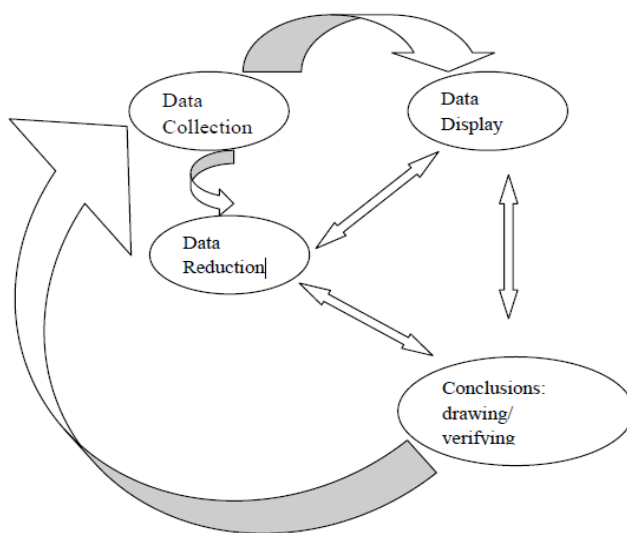 Data
Collection
Data
Display
Data
Reduction
Conclusions:
drawing/
verifying